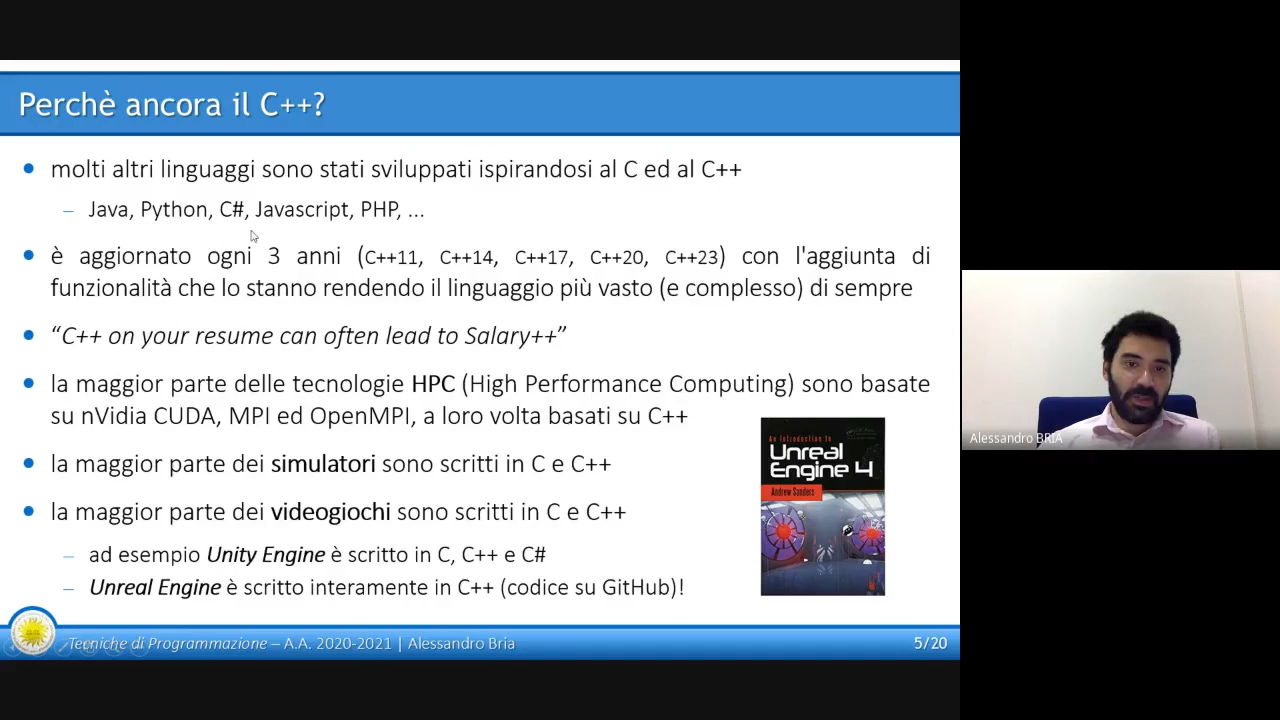 Perchè ancora il C++?
molti altri linguaggi sono stati sviluppati ispirandosi al C ed al C++
– Java, Python, C#, Javascript, PHP, ...
è aggiornato ogni 3 anni (C++11, C++14, C++17, C++20, C++23) con l'aggiunta di
funzionalità che lo stanno rendendo il linguaggio più vasto (e complesso) di sempre
“C++ on your resume can often lead to Salary++”
la maggior parte delle tecnologie HPC (High Performance Computing) sono basate
su nVidia CUDA, MPI ed OpenMPI, a loro volta basati su C++
la maggior parte dei simulatori sono scritti in C e C++
la maggior parte dei videogiochi sono scritti in C e C++
– ad esempio Unity Engine è scritto in C, C++ e C#
– Unreal Engine è scritto interamente in C++ (codice su GitHub)!
An Introduction to
Unreal
Engine 4
Andrew Sanders
Tecniche di Programmazione – A.A. 2020-2021 | Alessandro Bria
5/20
Alessandro BRIA